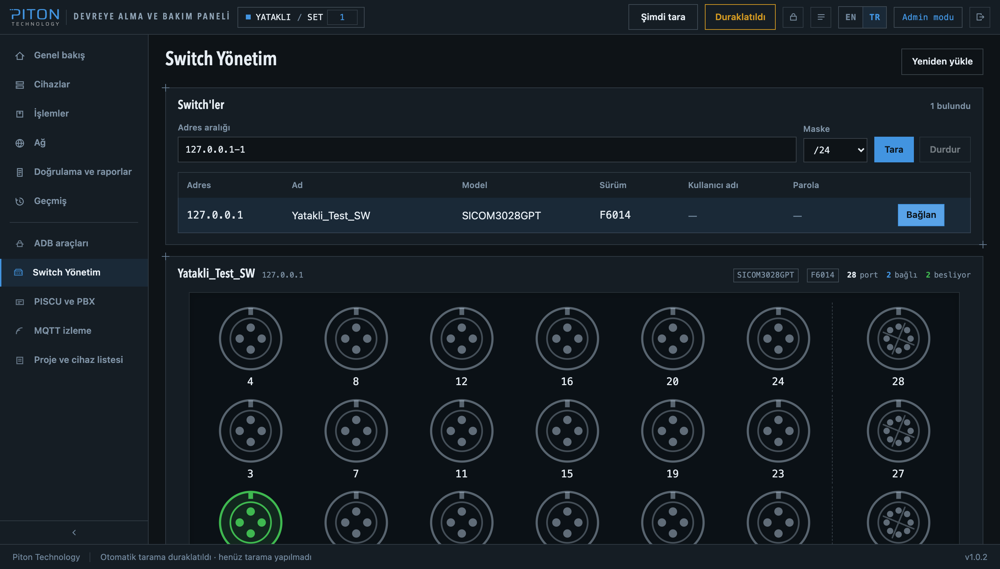 PITON
TECHNOLOGY
DEVREYE ALMA VE BAKIM PANELİ
YATAKLI / SET 1
Şimdi tara
Duraklatıldı
EN TR
Admin modu
Genel bakış
Cihazlar
İşlemler
Ağ
Doğrulama ve raporlar
Geçmiş
ADB araçları
Switch Yönetim
PISCU ve PBX
MQTT izleme
Proje ve cihaz listesi
Switch Yönetim
Yeniden yükle
Switch'ler
1 bulundu
Adres aralığı
Maske
127.0.0.1–1
/24
Tara
Durdur
Adres Ad Model Sürüm Kullanıcı adı Parola
127.0.0.1 Yatakli_Test_SW SICOM3028GPT F6014 — — Bağlan
Yatakli_Test_SW 127.0.0.1
SICOM3028GPT F6014 28 port 2 bağlı 2 besliyor
4 8 12 16 20 24 28
3 7 11 15 19 23 27
Piton Technology
Otomatik tarama duraklatıldı · henüz tarama yapılmadı
v1.0.2